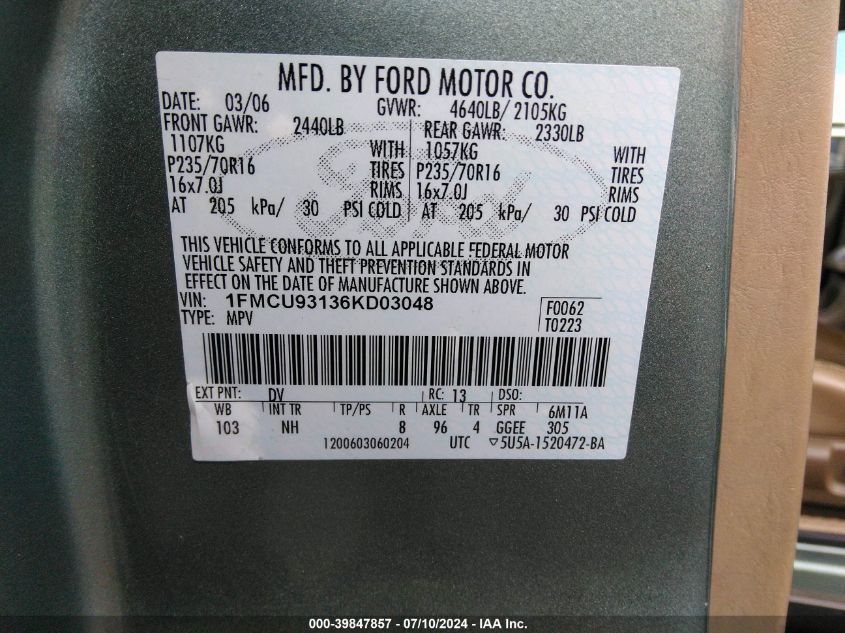 MFD. BY FORD MOTOR CO.
DATE: 03/06 GVWR: 4640LB/ 2105KG
FRONT GAWR: 2440LB REAR GAWR: 2330LB
1107KG WITH 1057KG WITH
P235/70R16 TIRES P235/70R16 TIRES
16x7.0J RIMS 16x7.0J RIMS
AT 205 kPa/ 30 PSI COLD AT 205 kPa/ 30 PSI COLD
THIS VEHICLE CONFORMS TO ALL APPLICABLE FEDERAL MOTOR
VEHICLE SAFETY AND THEFT PREVENTION STANDARDS IN
EFFECT ON THE DATE OF MANUFACTURE SHOWN ABOVE.
VIN: 1FMCU93136KD03048 F0062
TYPE: MPV T0223
EXT PNT: DV RC: 13 DSO:
WB INT TR TP/PS R AXLE TR SPR 6M11A
103 NH 8 96 4 GGEE 305
1200603060204 UTC ▽5U5A-1520472-BA
000-39847857 - 07/10/2024 - IAA Inc.